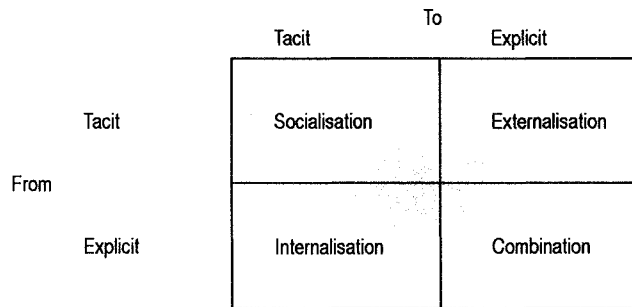 To
Tacit Explicit
Tacit Socialisation Externalisation
From
Explicit Internalisation Combination